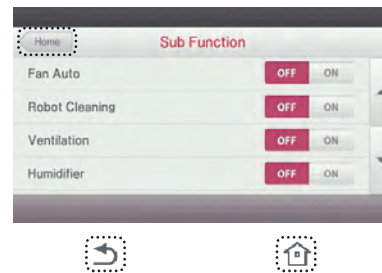 Home
Sub Function
Fan Auto OFF ON
Robot Cleaning OFF ON
Ventilation OFF ON
Humidifier OFF ON